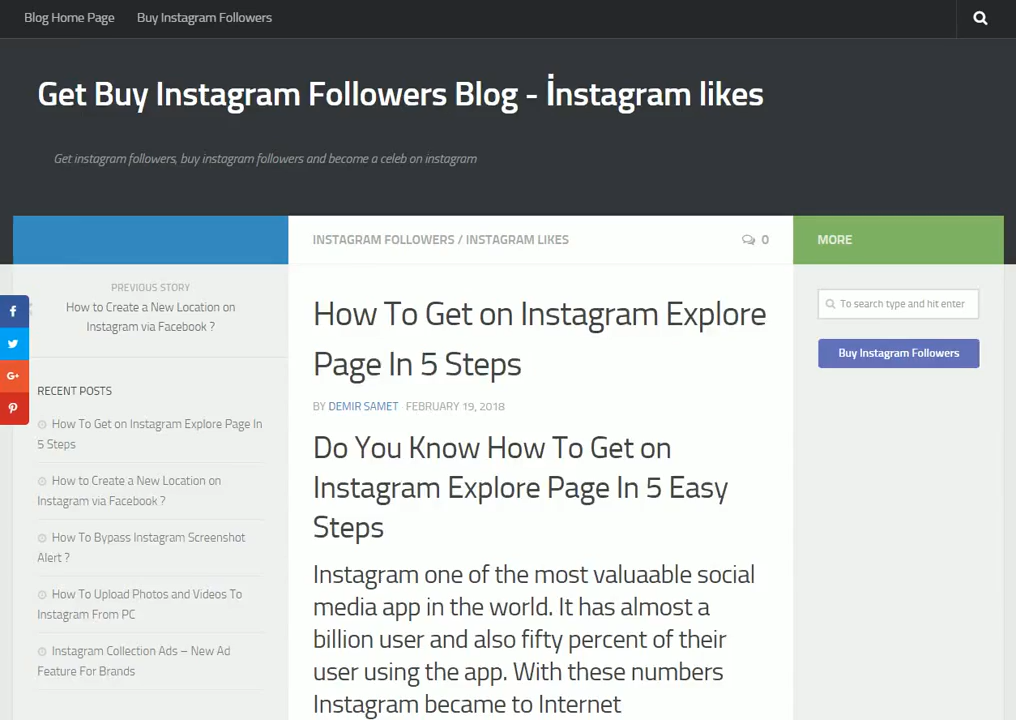 Blog Home Page
Buy Instagram Followers
Get Buy Instagram Followers Blog - İnstagram likes
Get instagram followers, buy instagram followers and become a celeb on instagram
PREVIOUS STORY
How to Create a New Location on
Instagram via Facebook ?
RECENT POSTS
How To Get on Instagram Explore Page In
5 Steps
How to Create a New Location on
Instagram via Facebook ?
How To Bypass Instagram Screenshot
Alert ?
How To Upload Photos and Videos To
Instagram From PC
Instagram Collection Ads – New Ad
Feature For Brands
INSTAGRAM FOLLOWERS / INSTAGRAM LIKES
0
How To Get on Instagram Explore
Page In 5 Steps
BY DEMIR SAMET FEBRUARY 19, 2018
Do You Know How To Get on
Instagram Explore Page In 5 Easy
Steps
Instagram one of the most valuaable social
media app in the world. It has almost a
billion user and also fifty percent of their
user using the app. With these numbers
Instagram became to Internet
MORE
To search type and hit enter
Buy Instagram Followers